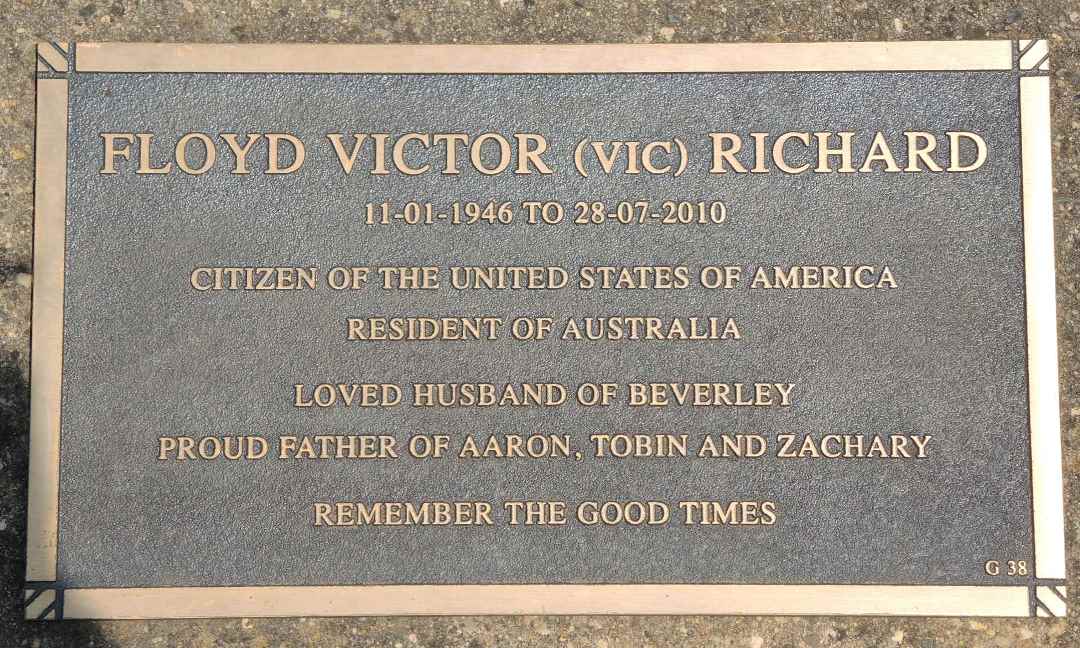 FLOYD VICTOR (VIC) RICHARD
11-01-1946 TO 28-07-2010
CITIZEN OF THE UNITED STATES OF AMERICA
RESIDENT OF AUSTRALIA
LOVED HUSBAND OF BEVERLEY
PROUD FATHER OF AARON, TOBIN AND ZACHARY
REMEMBER THE GOOD TIMES
G 38